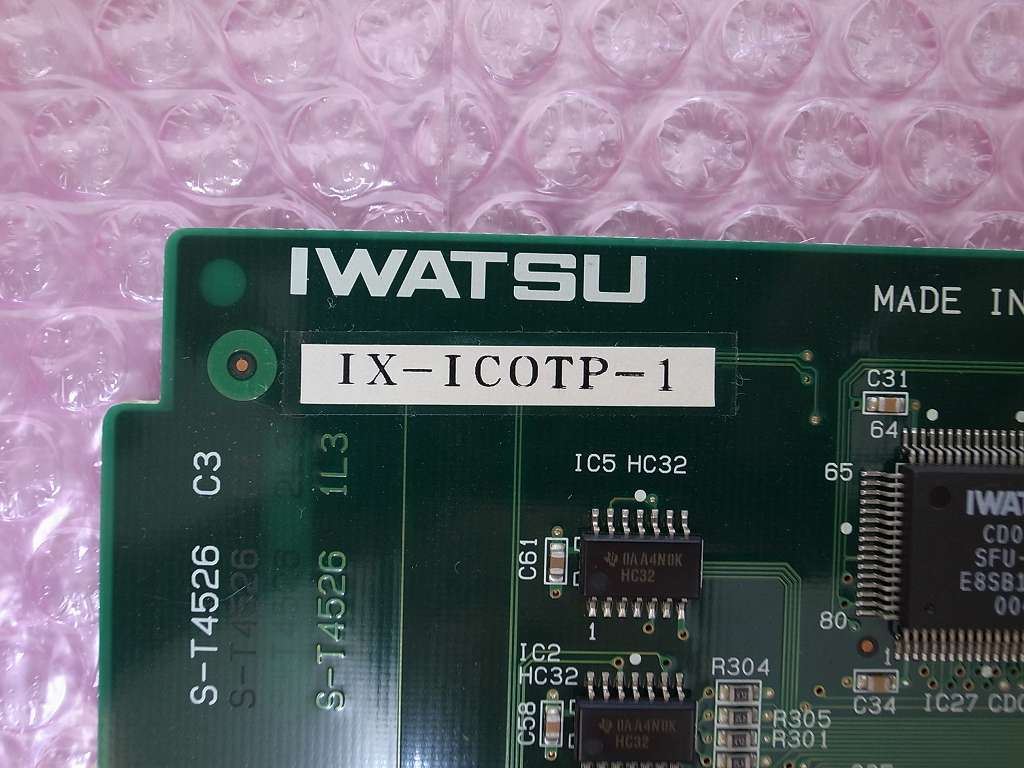 IWATSU
MADE IN
IX-ICOTP-1
C31
64
65
IC5 HC32
S-T4526 C3
S-T4526 1L3
C61
0AA4N0K
HC32
1
80
1
IC2
HC32
C58
0AA4N0K
HC32
R304
R305
R301
C34
IC27